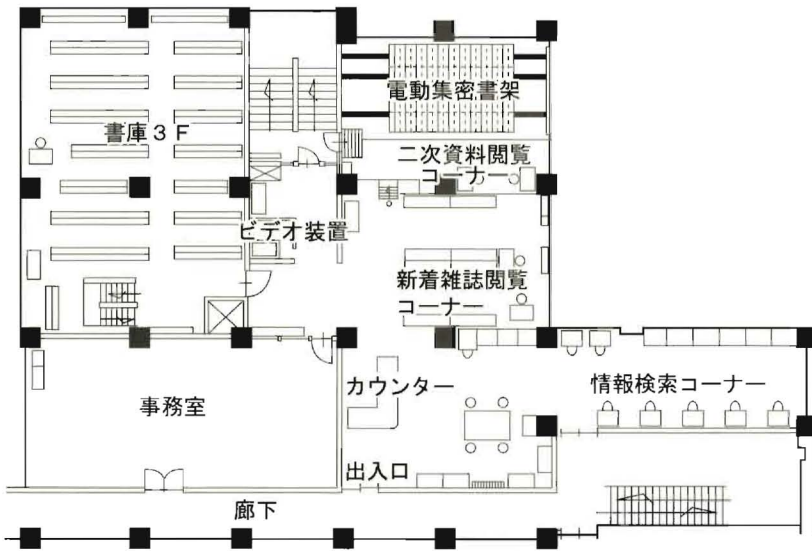 電動集密書架
書庫３Ｆ
二次資料閲覧
コーナー
ビデオ装置
新着雑誌閲覧
コーナー
カウンター
情報検索コーナー
事務室
出入口
廊下